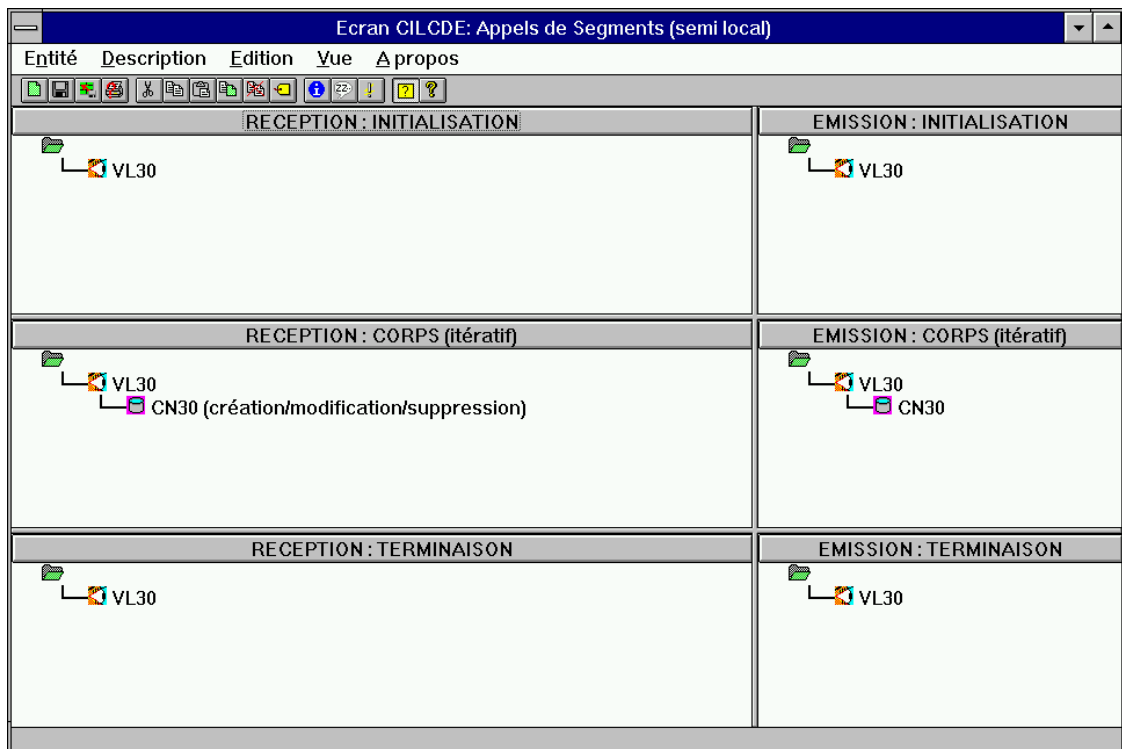 Ecran CILCDE: Appels de Segments (semi local)
Entité Description Edition Vue A propos
RECEPTION : INITIALISATION
EMISSION : INITIALISATION
VL30
VL30
RECEPTION : CORPS (itératif)
EMISSION : CORPS (itératif)
VL30
CN30 (création/modification/suppression)
VL30
CN30
RECEPTION : TERMINAISON
EMISSION : TERMINAISON
VL30
VL30